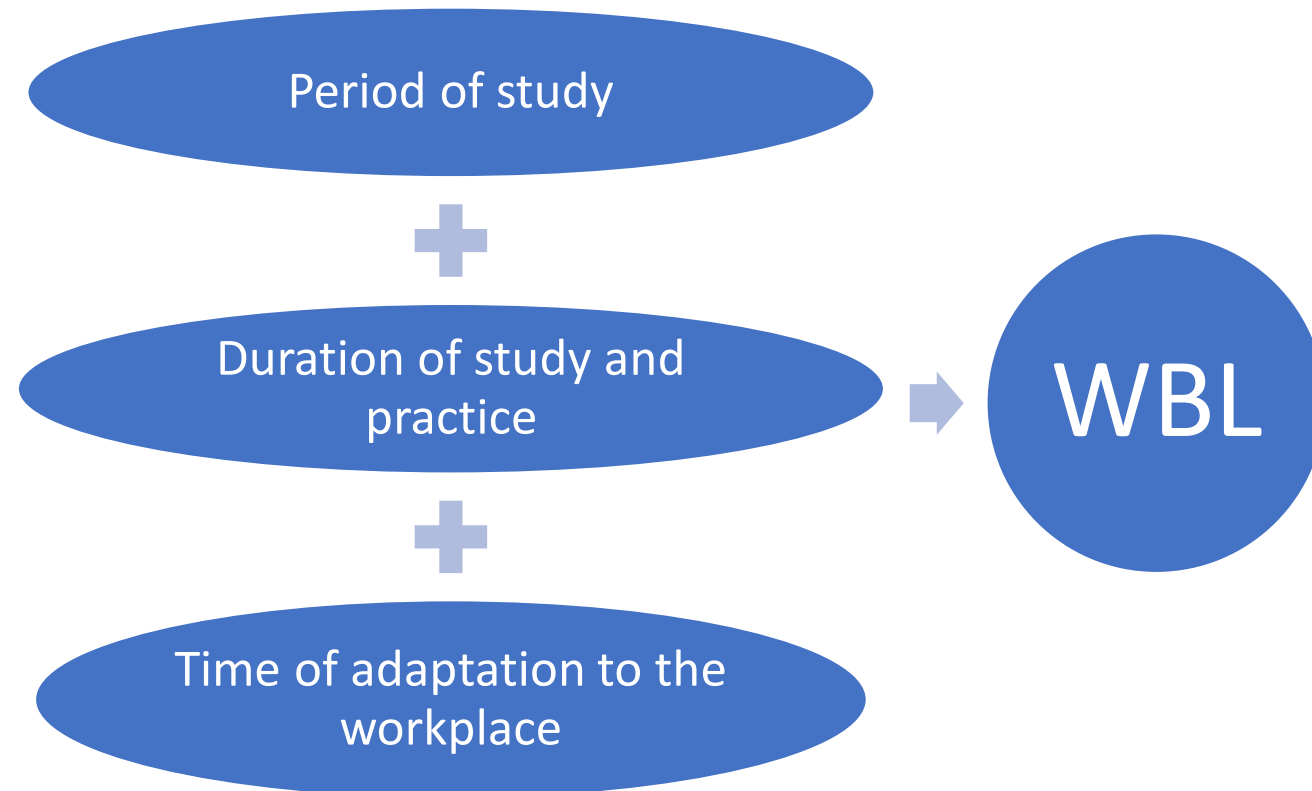 Period of study
Duration of study and
practice
WBL
Time of adaptation to the
workplace